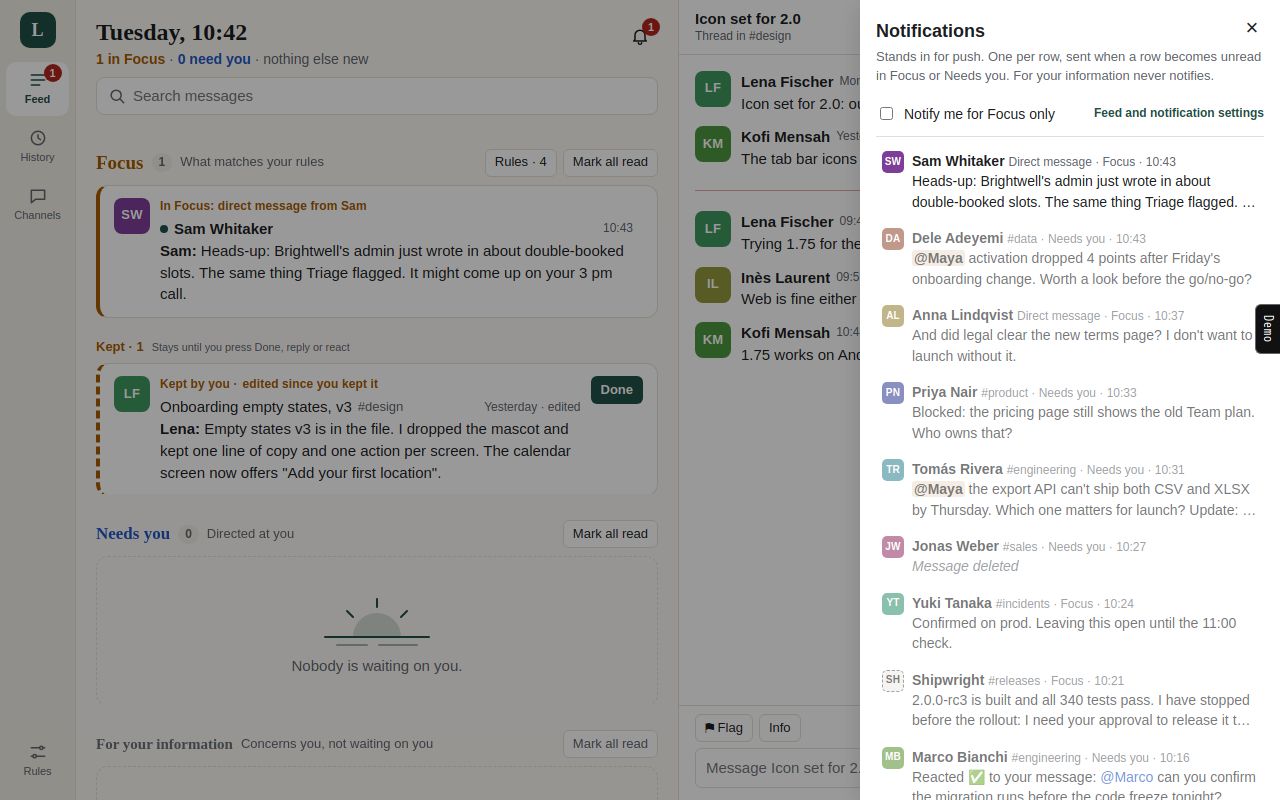 L
1
Feed
History
Channels
Rules
Tuesday, 10:42
1 in Focus · 0 need you · nothing else new
1
Search messages
Focus 1 What matches your rules
Rules · 4
Mark all read
SW
In Focus: direct message from Sam
Sam Whitaker 10:43
Sam: Heads-up: Brightwell's admin just wrote in about double-booked
slots. The same thing Triage flagged. It might come up on your 3 pm
call.
Kept · 1 Stays until you press Done, reply or react
LF
Kept by you · edited since you kept it
Done
Onboarding empty states, v3 #design Yesterday · edited
Lena: Empty states v3 is in the file. I dropped the mascot and
kept one line of copy and one action per screen. The calendar
screen now offers "Add your first location".
Needs you 0 Directed at you
Mark all read
Nobody is waiting on you.
For your information Concerns you, not waiting on you
Mark all read
Icon set for 2.0
Thread in #design
LF
Lena Fischer Mon
Icon set for 2.0:
KM
Kofi Mensah
The tab bar icons
LF
Lena Fischer
Trying 1.75 for the
IL
Inès Laurent
Web is fine either
KM
Kofi Mensah
1.75 works on
Flag
Info
Message Icon set for 2.
Notifications
Stands in for push. One per row, sent when a row becomes unread
in Focus or Needs you. For your information never notifies.
Notify me for Focus only
Feed and notification settings
SW
Sam Whitaker Direct message · Focus · 10:43
Heads-up: Brightwell's admin just wrote in about
double-booked slots. The same thing Triage flagged. …
DA
Dele Adeyemi #data · Needs you · 10:43
@Maya activation dropped 4 points after Friday's
onboarding change. Worth a look before the go/no-go?
AL
Anna Lindqvist Direct message · Focus · 10:37
And did legal clear the new terms page? I don't want to
launch without it.
Demo
PN
Priya Nair #product · Needs you · 10:33
Blocked: the pricing page still shows the old Team plan.
Who owns that?
TR
Tomás Rivera #engineering · Needs you · 10:31
@Maya the export API can't ship both CSV and XLSX
by Thursday. Which one matters for launch? Update: …
JW
Jonas Weber #sales · Needs you · 10:27
Message deleted
YT
Yuki Tanaka #incidents · Focus · 10:24
Confirmed on prod. Leaving this open until the 11:00
check.
SH
Shipwright #releases · Focus · 10:21
2.0.0-rc3 is built and all 340 tests pass. I have stopped
before the rollout: I need your approval to release it t…
MB
Marco Bianchi #engineering · Needs you · 10:16
Reacted ✅ to your message: @Marco can you confirm
the migration runs before the code freeze tonight?